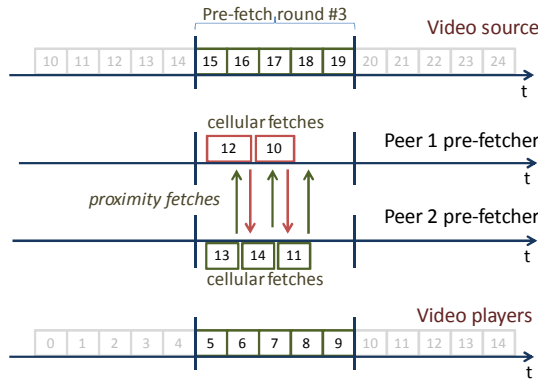 Pre-fetch round #3
Video source
10 11 12 13 14 15 16 17 18 19 20 21 22 23 24
t
cellular fetches
12 10
Peer 1 pre-fetcher
proximity fetches
Peer 2 pre-fetcher
t
13 14 11
cellular fetches
Video players
0 1 2 3 4 5 6 7 8 9 10 11 12 13 14
t